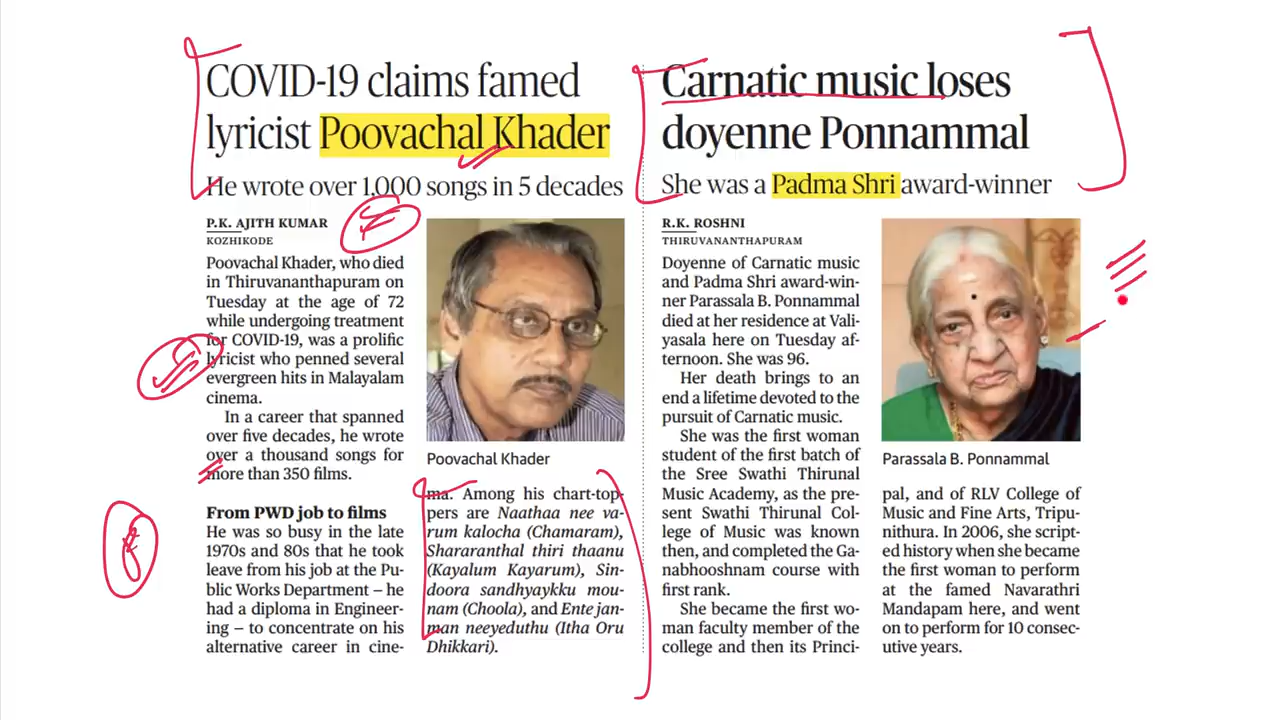 COVID-19 claims famed
lyricist Poovachal Khader
He wrote over 1,000 songs in 5 decades
P.K. AJITH KUMAR
KOZHIKODE
Poovachal Khader, who died
in Thiruvananthapuram on
Tuesday at the age of 72
while undergoing treatment
for COVID-19, was a prolific
lyricist who penned several
evergreen hits in Malayalam
cinema.
In a career that spanned
over five decades, he wrote
over a thousand songs for
more than 350 films.
From PWD job to films
He was so busy in the late
1970s and 80s that he took
leave from his job at the Pu-
blic Works Department – he
had a diploma in Engineer-
ing – to concentrate on his
alternative career in cine-
Poovachal Khader
ma. Among his chart-top-
pers are Naathaa nee va-
rum kalocha (Chamaram),
Shararanthal thiri thaanu
(Kayalum Kayarum), Sin-
doora sandhyaykku mou-
nam (Choola), and Ente jan-
man neeyeduthu (Itha Oru
Dhikkari).
Carnatic music loses
doyenne Ponnammal
She was a Padma Shri award-winner
R.K. ROSHNI
THIRUVANANTHAPURAM
Doyenne of Carnatic music
and Padma Shri award-win-
ner Parassala B. Ponnammal
died at her residence at Vali-
yasala here on Tuesday af-
ternoon. She was 96.
Her death brings to an
end a lifetime devoted to the
pursuit of Carnatic music.
She was the first woman
student of the first batch of
the Sree Swathi Thirunal
Music Academy, as the pre-
sent Swathi Thirunal Col-
lege of Music was known
then, and completed the Ga-
nabhooshnam course with
first rank.
She became the first wo-
man faculty member of the
college and then its Princi-
Parassala B. Ponnammal
pal, and of RLV College of
Music and Fine Arts, Tripu-
nithura. In 2006, she script-
ed history when she became
the first woman to perform
at the famed Navarathri
Mandapam here, and went
on to perform for 10 consec-
utive years.